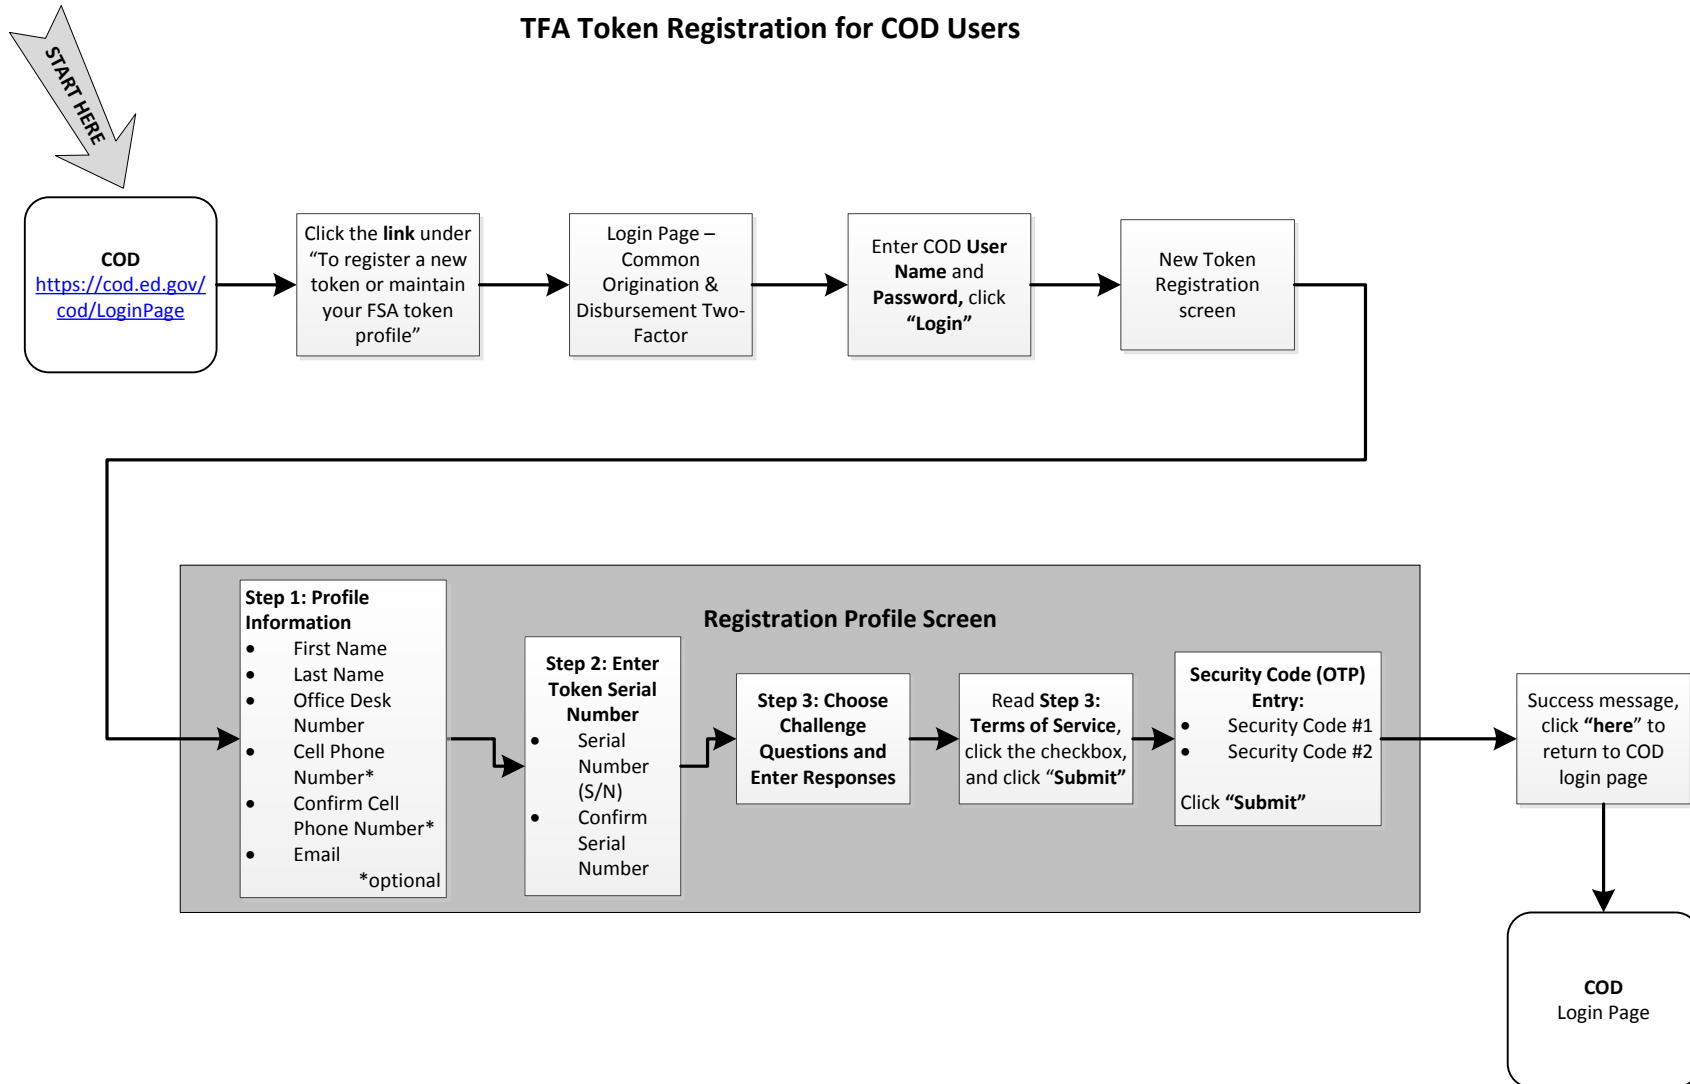 TFA Token Registration for COD Users
START HERE
COD
https://cod.ed.gov/
cod/LoginPage
Click the link under
“To register a new
token or maintain
your FSA token
profile”
Login Page –
Common
Origination &
Disbursement Two-
Factor
Enter COD User
Name and
Password, click
“Login”
New Token
Registration
screen
Registration Profile Screen
Step 1: Profile
Information
• First Name
• Last Name
• Office Desk
Number
• Cell Phone
Number*
• Confirm Cell
Phone Number*
• Email
*optional
Step 2: Enter
Token Serial
Number
• Serial
Number
(S/N)
• Confirm
Serial
Number
Step 3: Choose
Challenge
Questions and
Enter Responses
Read Step 3:
Terms of Service,
click the checkbox,
and click “Submit”
Security Code (OTP)
Entry:
• Security Code #1
• Security Code #2
Click “Submit”
Success message,
click “here” to
return to COD
login page
COD
Login Page